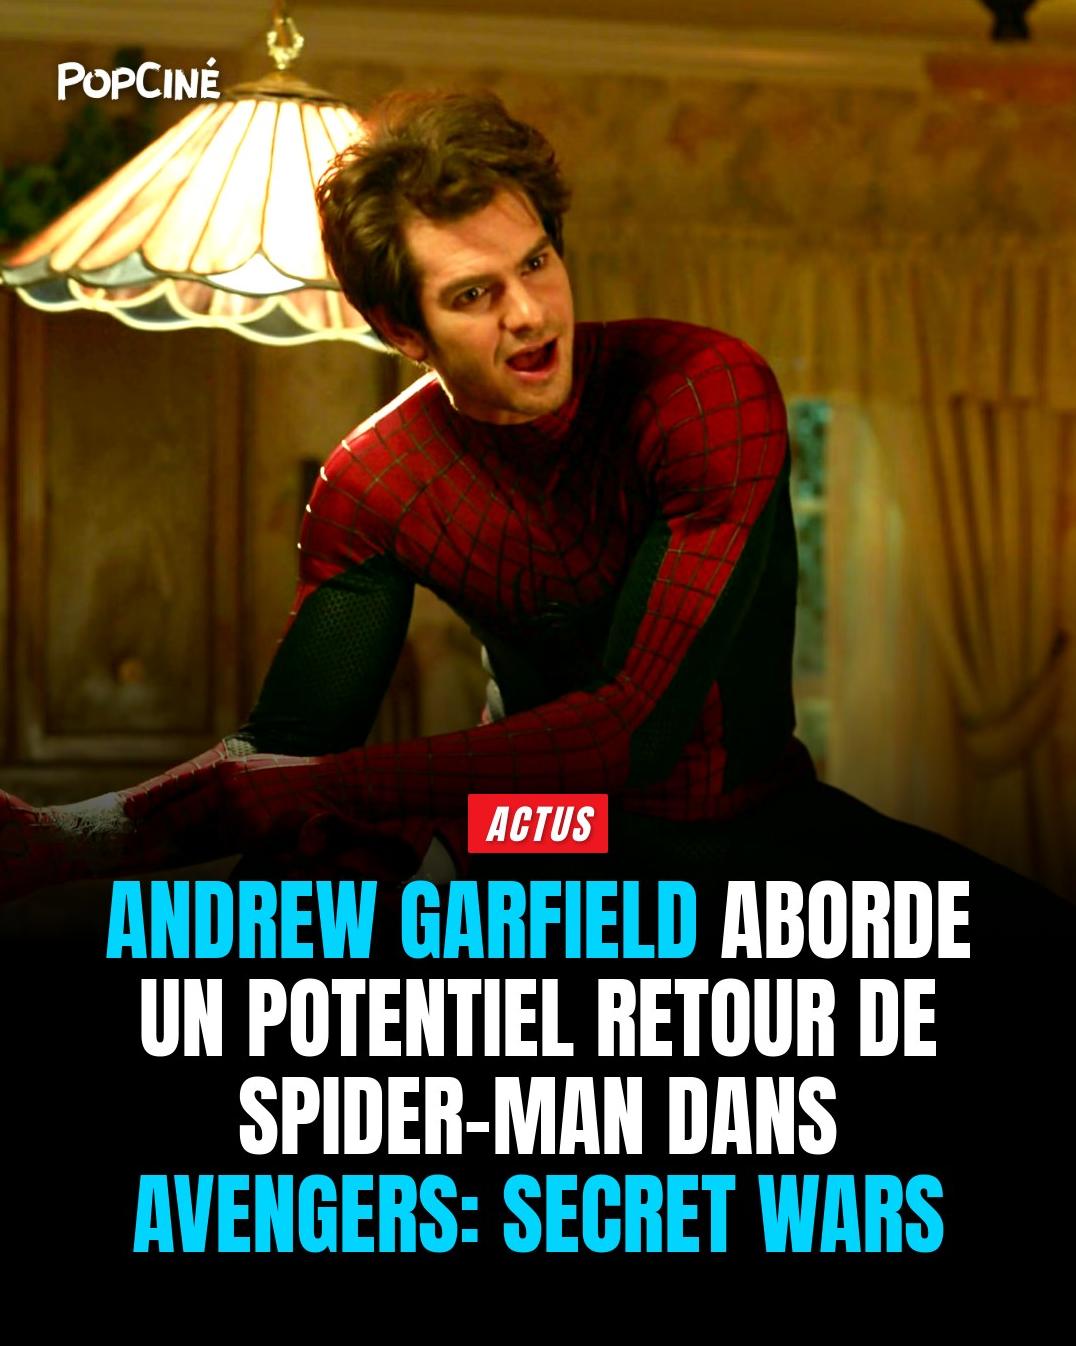 POPCINÉ
ACTUS
ANDREW GARFIELD ABORDE
UN POTENTIEL RETOUR DE
SPIDER-MAN DANS
AVENGERS: SECRET WARS